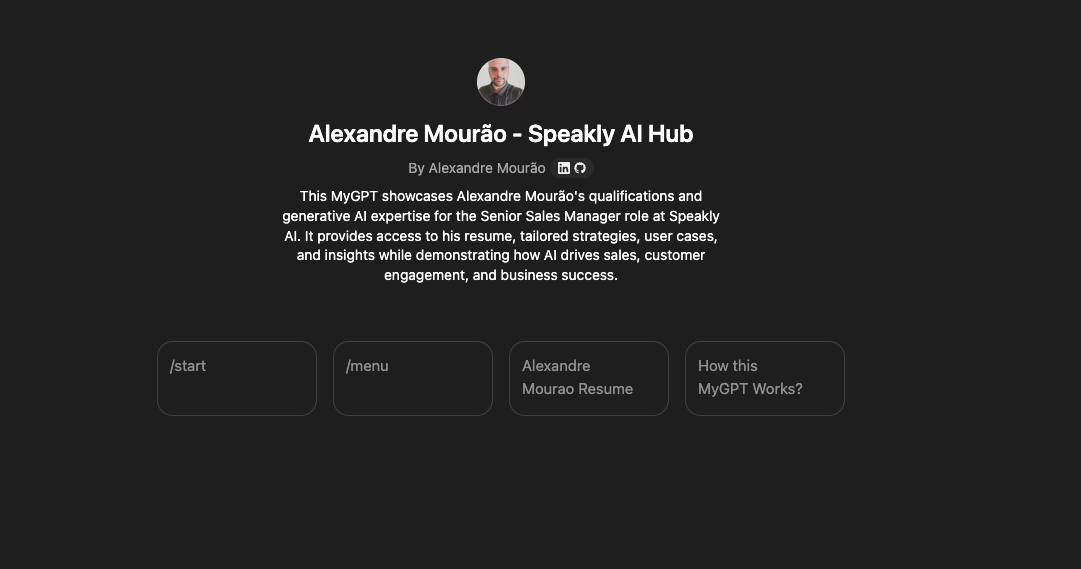 Alexandre Mourão - Speakly AI Hub
By Alexandre Mourão
This MyGPT showcases Alexandre Mourão's qualifications and
generative AI expertise for the Senior Sales Manager role at Speakly
AI. It provides access to his resume, tailored strategies, user cases,
and insights while demonstrating how AI drives sales, customer
engagement, and business success.
/start
/menu
Alexandre
Mourao Resume
How this
MyGPT Works?